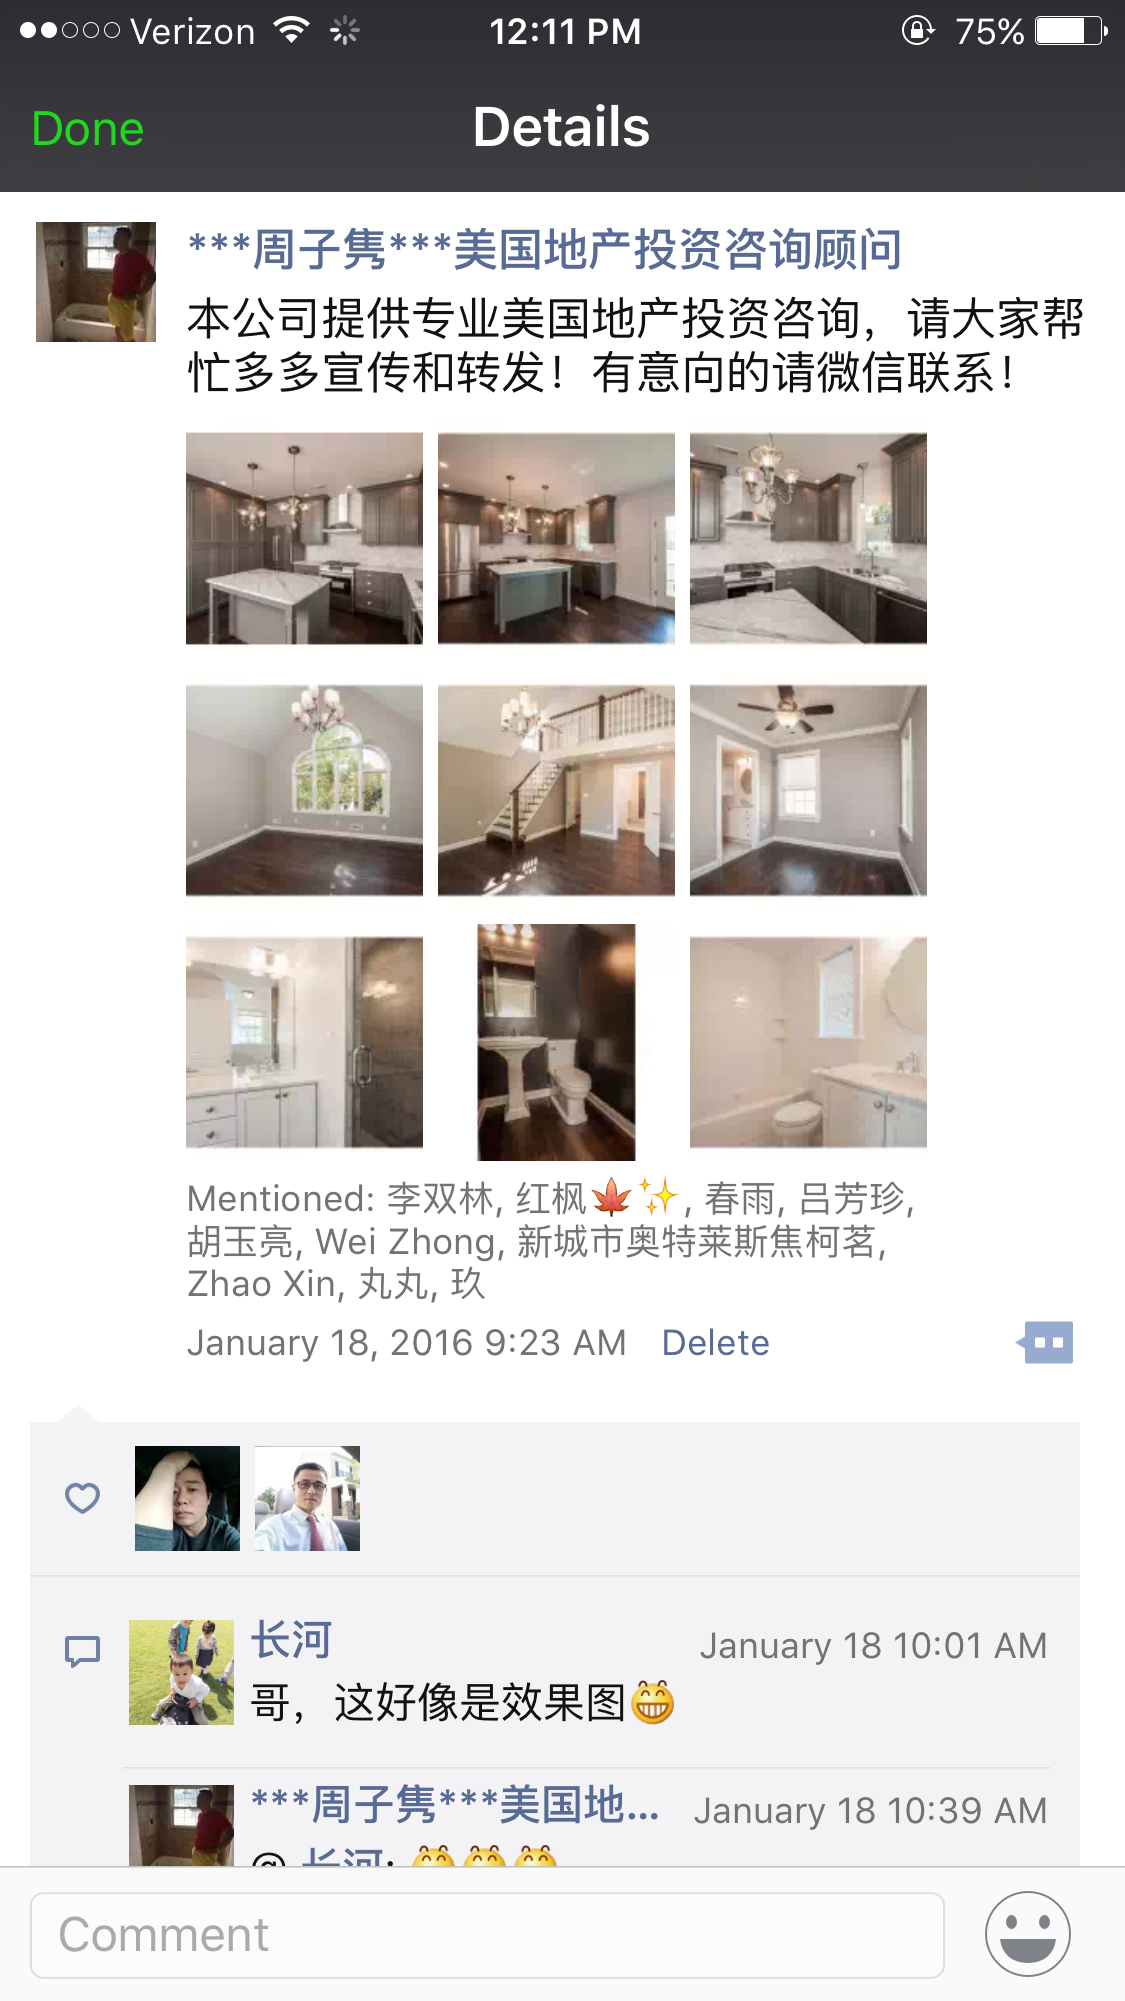 Verizon 12:11 PM 75%
Done Details
***周子隽***美国地产投资咨询顾问
本公司提供专业美国地产投资咨询，请大家帮
忙多多宣传和转发！有意向的请微信联系！
Mentioned: 李双林, 红枫🍁✨, 春雨, 吕芳珍,
胡玉亮, Wei Zhong, 新城市奥特莱斯焦柯茗,
Zhao Xin, 丸丸, 玖
January 18, 2016 9:23 AM Delete
长河 January 18 10:01 AM
哥，这好像是效果图😁
***周子隽***美国地... January 18 10:39 AM
@ 长河: 😁😁😁
Comment